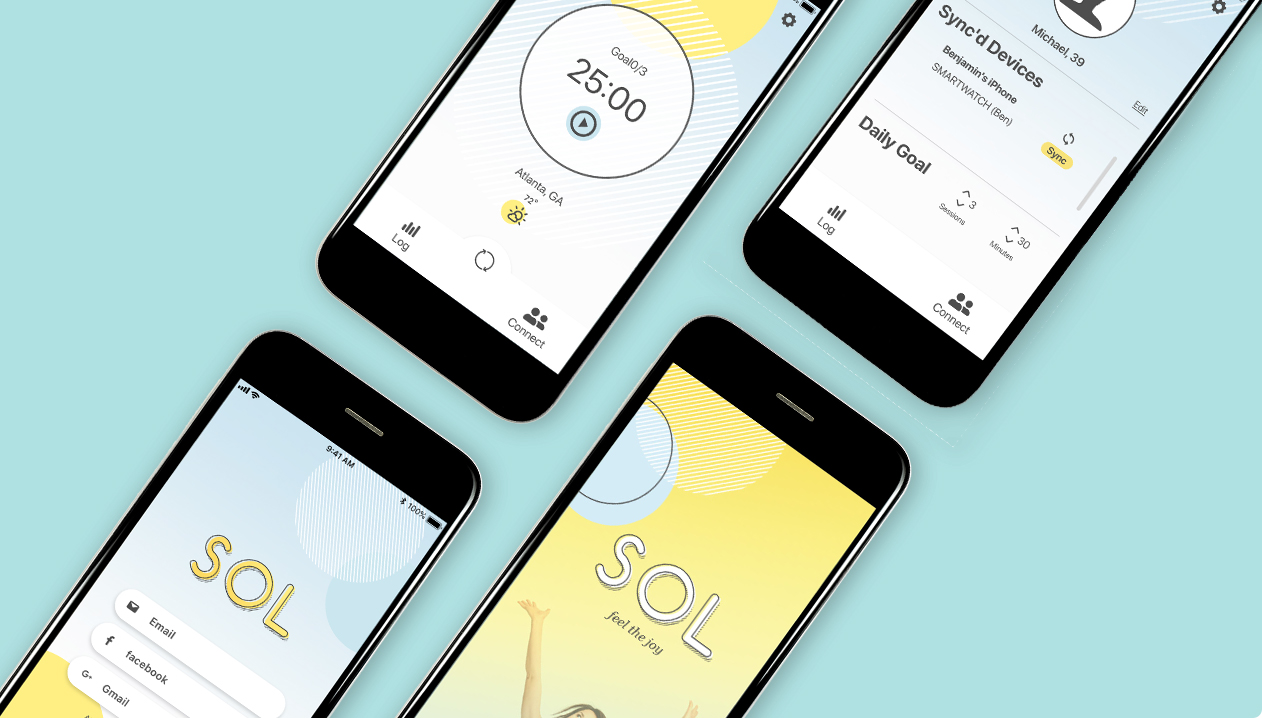 Goal0/3
25:00
Atlanta, GA
72°
Log
Connect
Michael, 39
Sync'd Devices
Edit
Benjamin's iPhone
SMARTWATCH (Ben)
Sync
Daily Goal
3
Sessions
30
Minutes
Log
Connect
9:41 AM
100%
SOL
Email
facebook
G+
Gmail
SOL
feel the joy